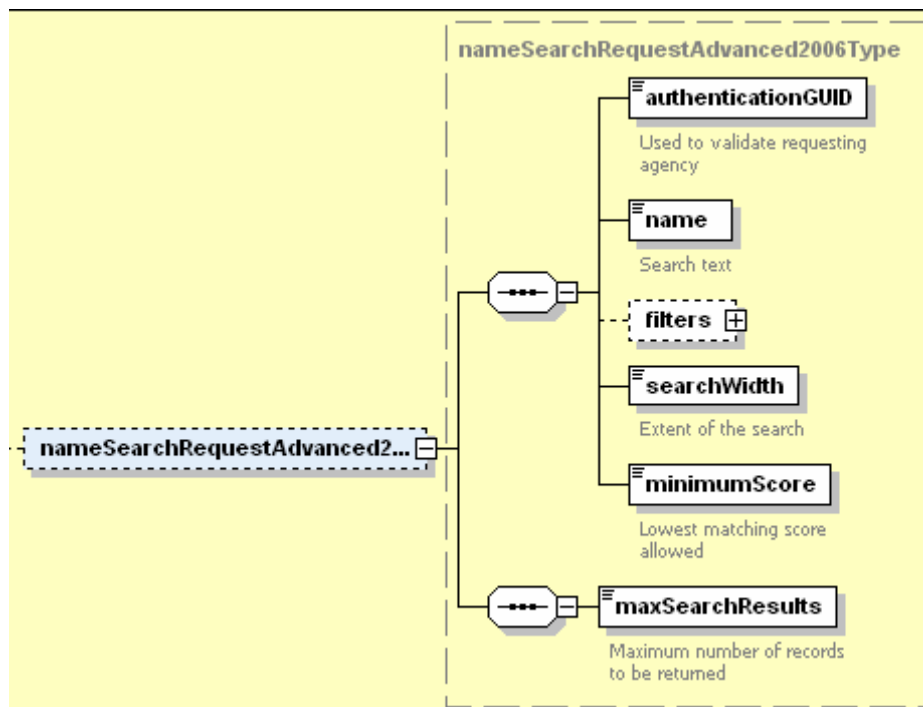 nameSearchRequestAdvanced2006Type
authenticationGUID
Used to validate requesting
agency
name
Search text
filters
searchWidth
Extent of the search
nameSearchRequestAdvanced2...
minimumScore
Lowest matching score
allowed
maxSearchResults
Maximum number of records
to be returned